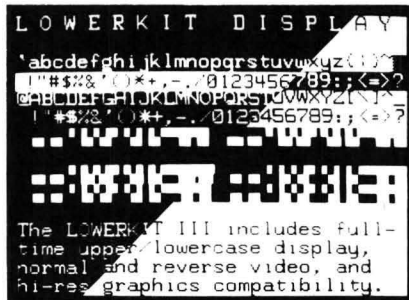 LOWERKIT DISPLAY
`abcdefghijklmnopqrstuvwxyz{|}~
!"#$%&'()*+,-./0123456789:;<=>?
@ABCDEFGHIJKLMNOPQRSTUVWXYZ[\]^_
!"#$%&'()*+,-./0123456789:;<=>?
The LOWERKIT III includes full-
time upper/lowercase display,
normal and reverse video, and
hi-res graphics compatibility.